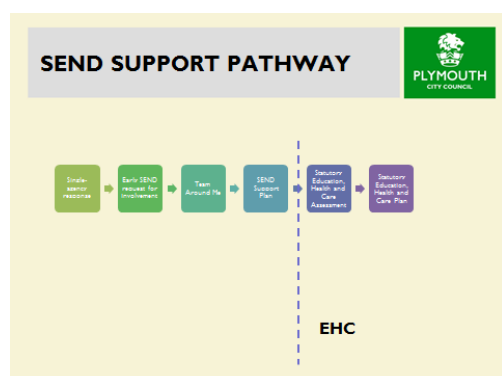 SEND SUPPORT PATHWAY
PLYMOUTH
CITY COUNCIL
Single-
agency
response
Early SEND
request for
involvement
Team
Around Me
SEND
Support
Plan
Statutory
Education,
Health and
Care
Assessment
Statutory
Education,
Health and
Care Plan
EHC